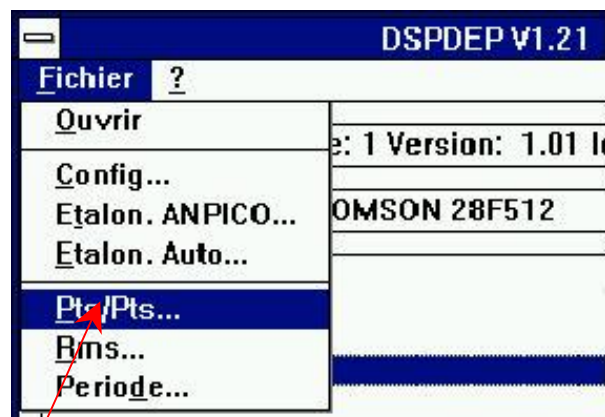 DSPDEP V1.21
Fichier ?
Ouvrir
e: 1 Version: 1.01
Config...
Etalon. ANPICO...
OMSON 28F512
Etalon. Auto...
Pts/Pts...
Rms...
Periode...